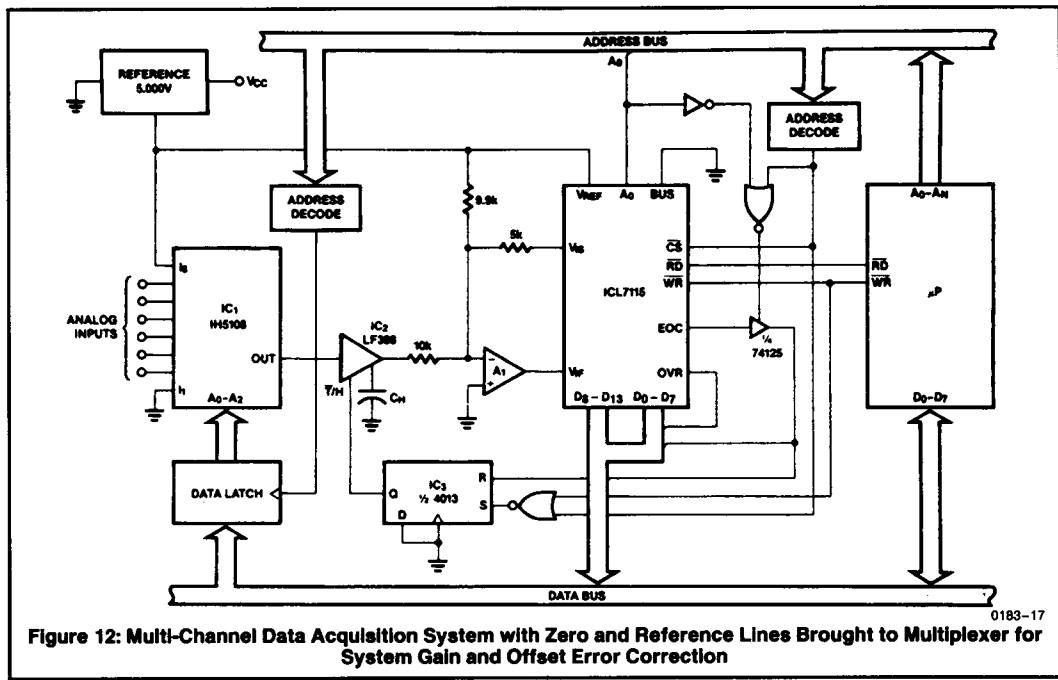 ADDRESS BUS
REFERENCE
5.000V
VCC
A0
ADDRESS
DECODE
ADDRESS
DECODE
9.9k
5k
VREF
A0
BUS
VIS
CS
RD
WR
ICL7115
EOC
OVR
VINF
D8 – D13
D0 – D7
A0–AN
RD
WR
μP
D0–D7
¼
74125
I8
IC1
IH5108
ANALOG
INPUTS
OUT
I1
A0–A2
IC2
LF398
T/H
CH
10k
A1
–
+
DATA LATCH
IC3
½ 4013
Q
D
R
S
DATA BUS
0183–17
Figure 12: Multi-Channel Data Acquisition System with Zero and Reference Lines Brought to Multiplexer for
System Gain and Offset Error Correction